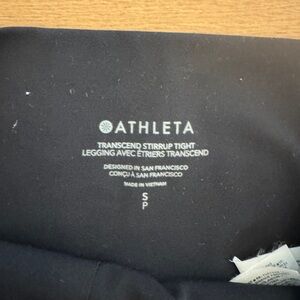 ATHLETA
TRANSCEND STIRRUP TIGHT
LEGGING AVEC ÉTRIERS TRANSCEND
DESIGNED IN SAN FRANCISCO
CONÇU À SAN FRANCISCO
MADE IN VIETNAM
S
P